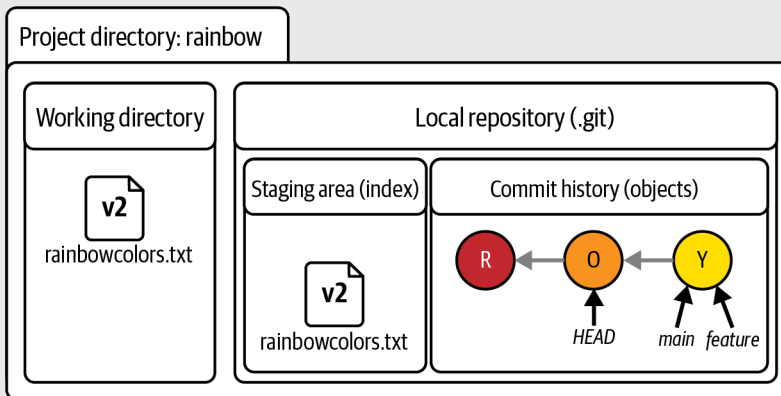 Project directory: rainbow
Working directory
v2
rainbowcolors.txt
Local repository (.git)
Staging area (index)
v2
rainbowcolors.txt
Commit history (objects)
R
O
Y
HEAD
main
feature